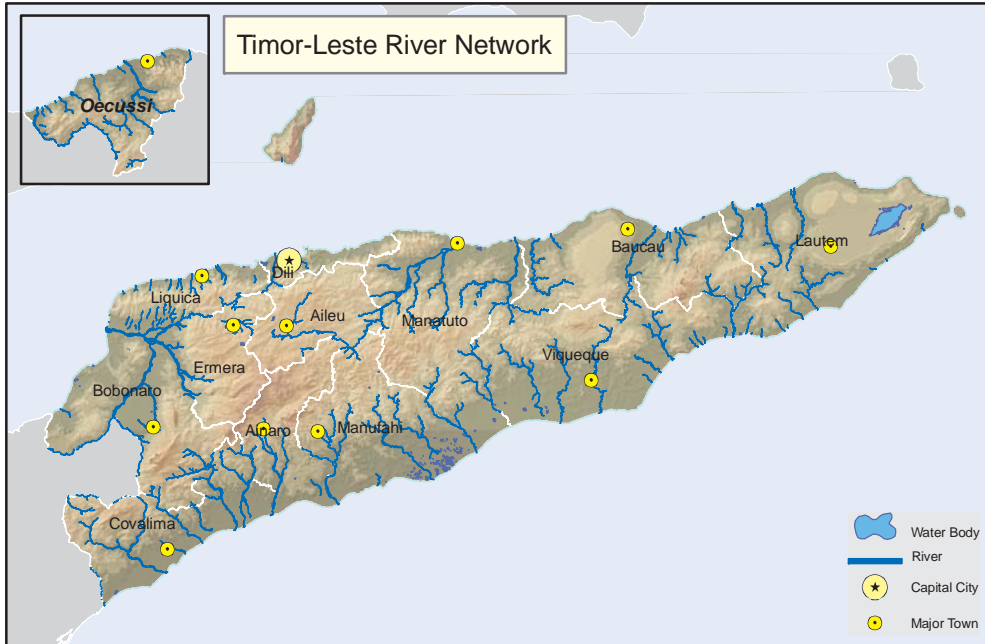 Timor-Leste River Network
Oecussi
Lautem
Baucau
Dili
Liquica
Aileu
Manatuto
Viqueque
Ermera
Bobonaro
Ainaro
Manufahi
Covalima
Water Body
River
Capital City
Major Town